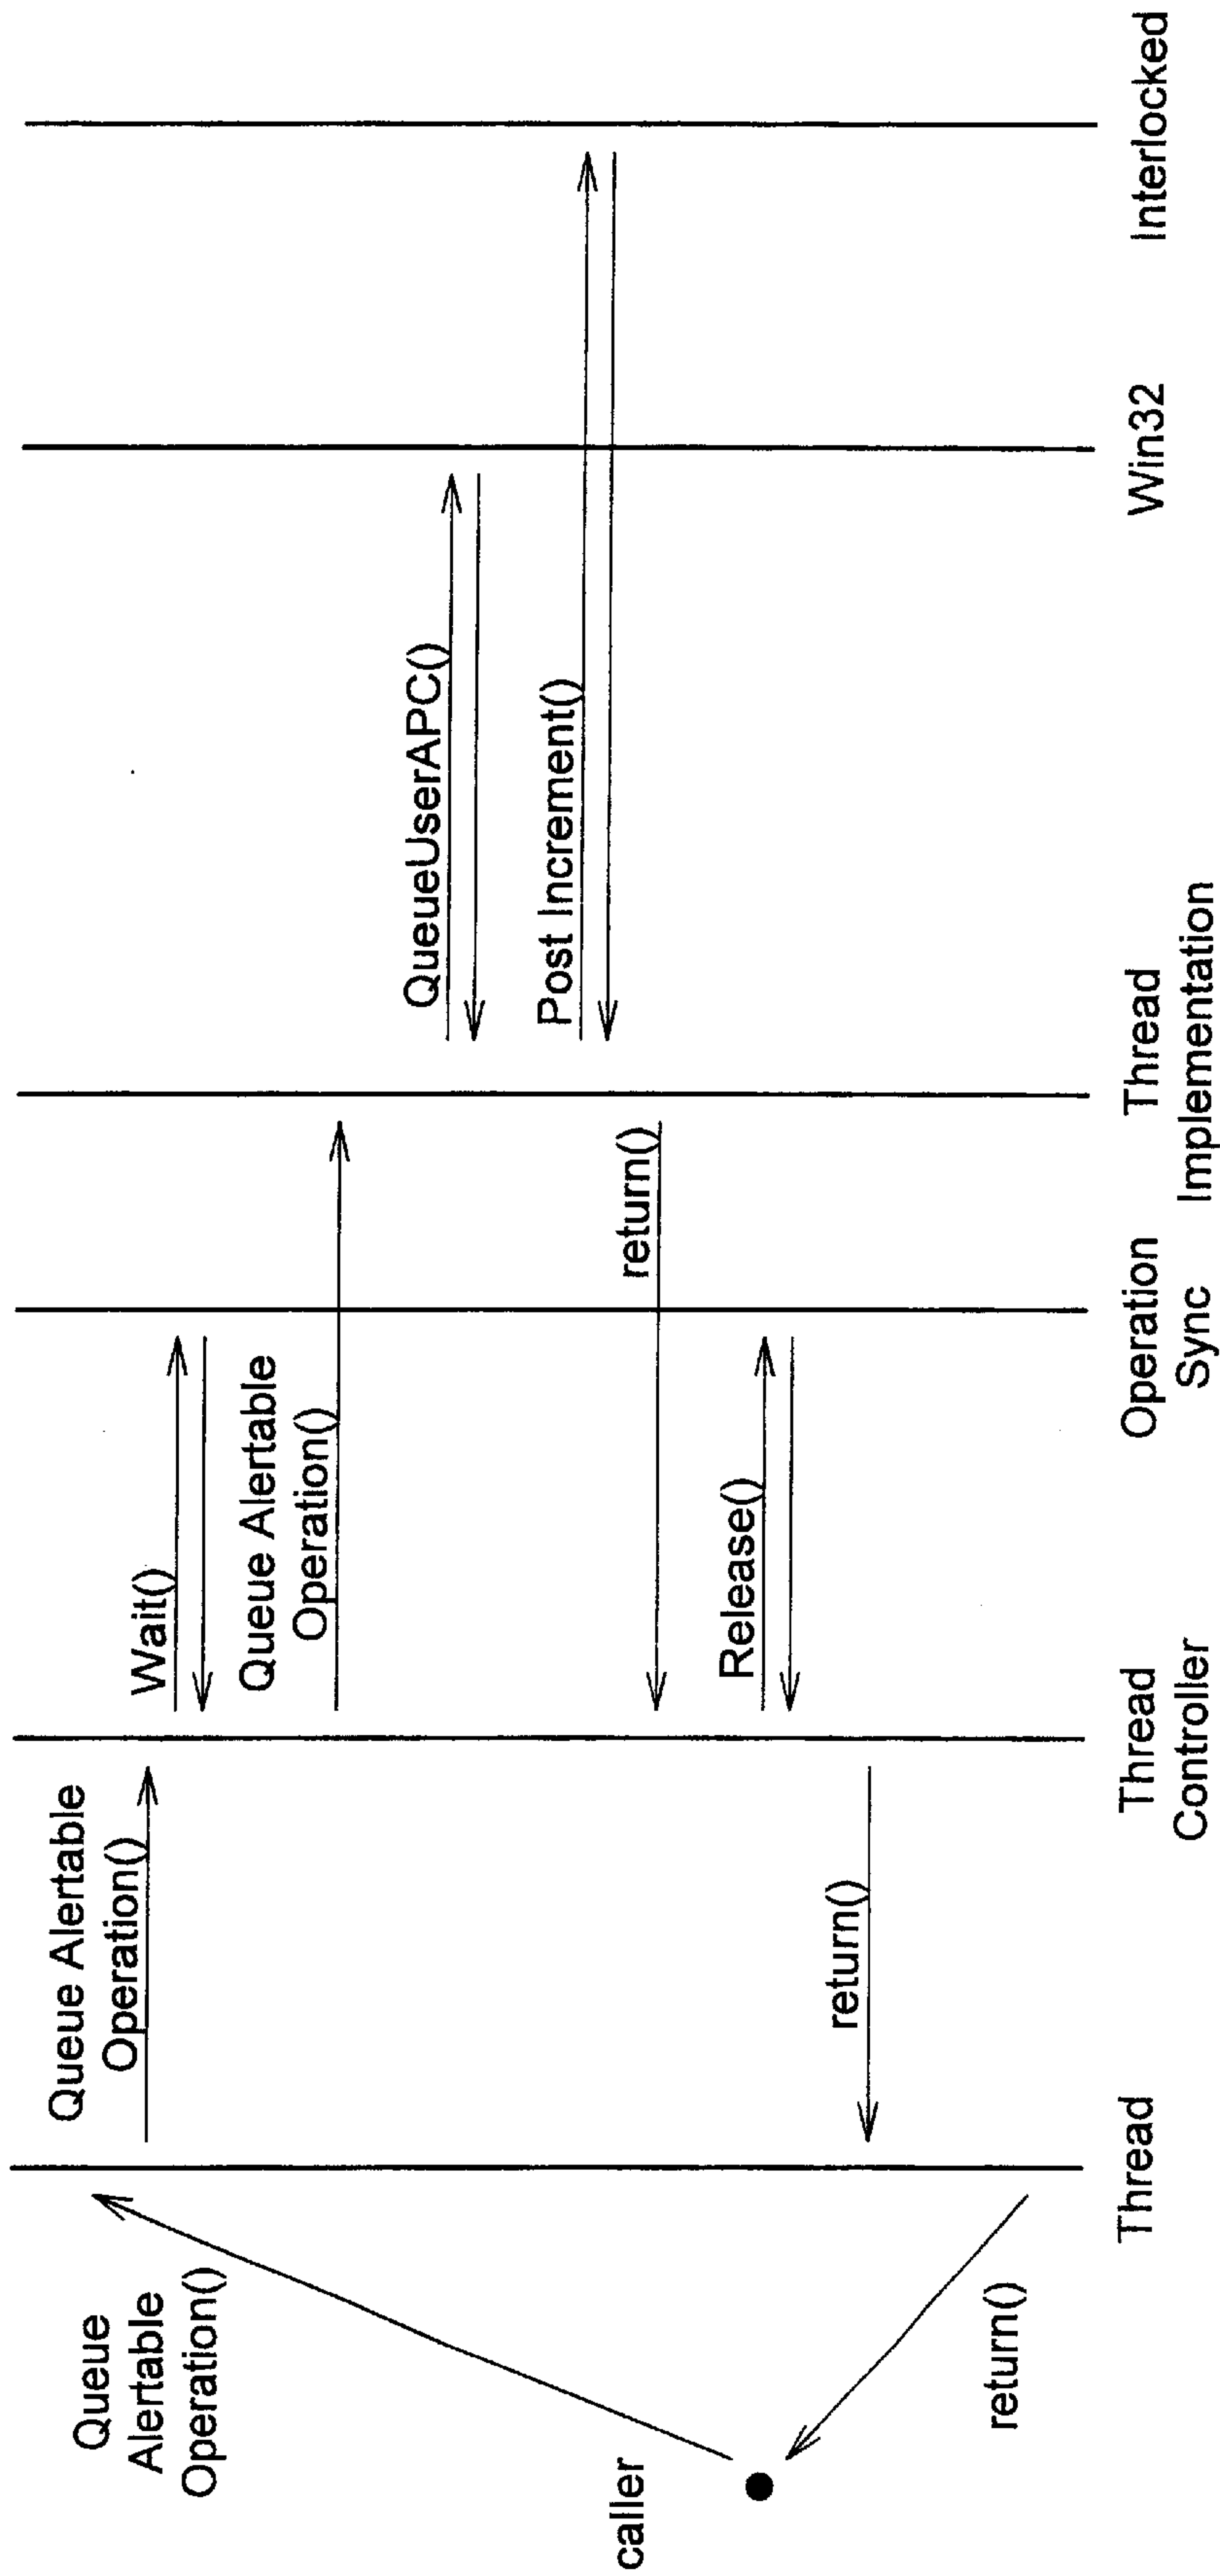 Queue
Alertable
Operation()
caller
return()
Queue Alertable
Operation()
return()
Wait()
Queue Alertable
Operation()
return()
Release()
QueueUserAPC()
Post Increment()
Thread
Thread
Controller
Operation
Sync
Thread
Implementation
Win32
Interlocked